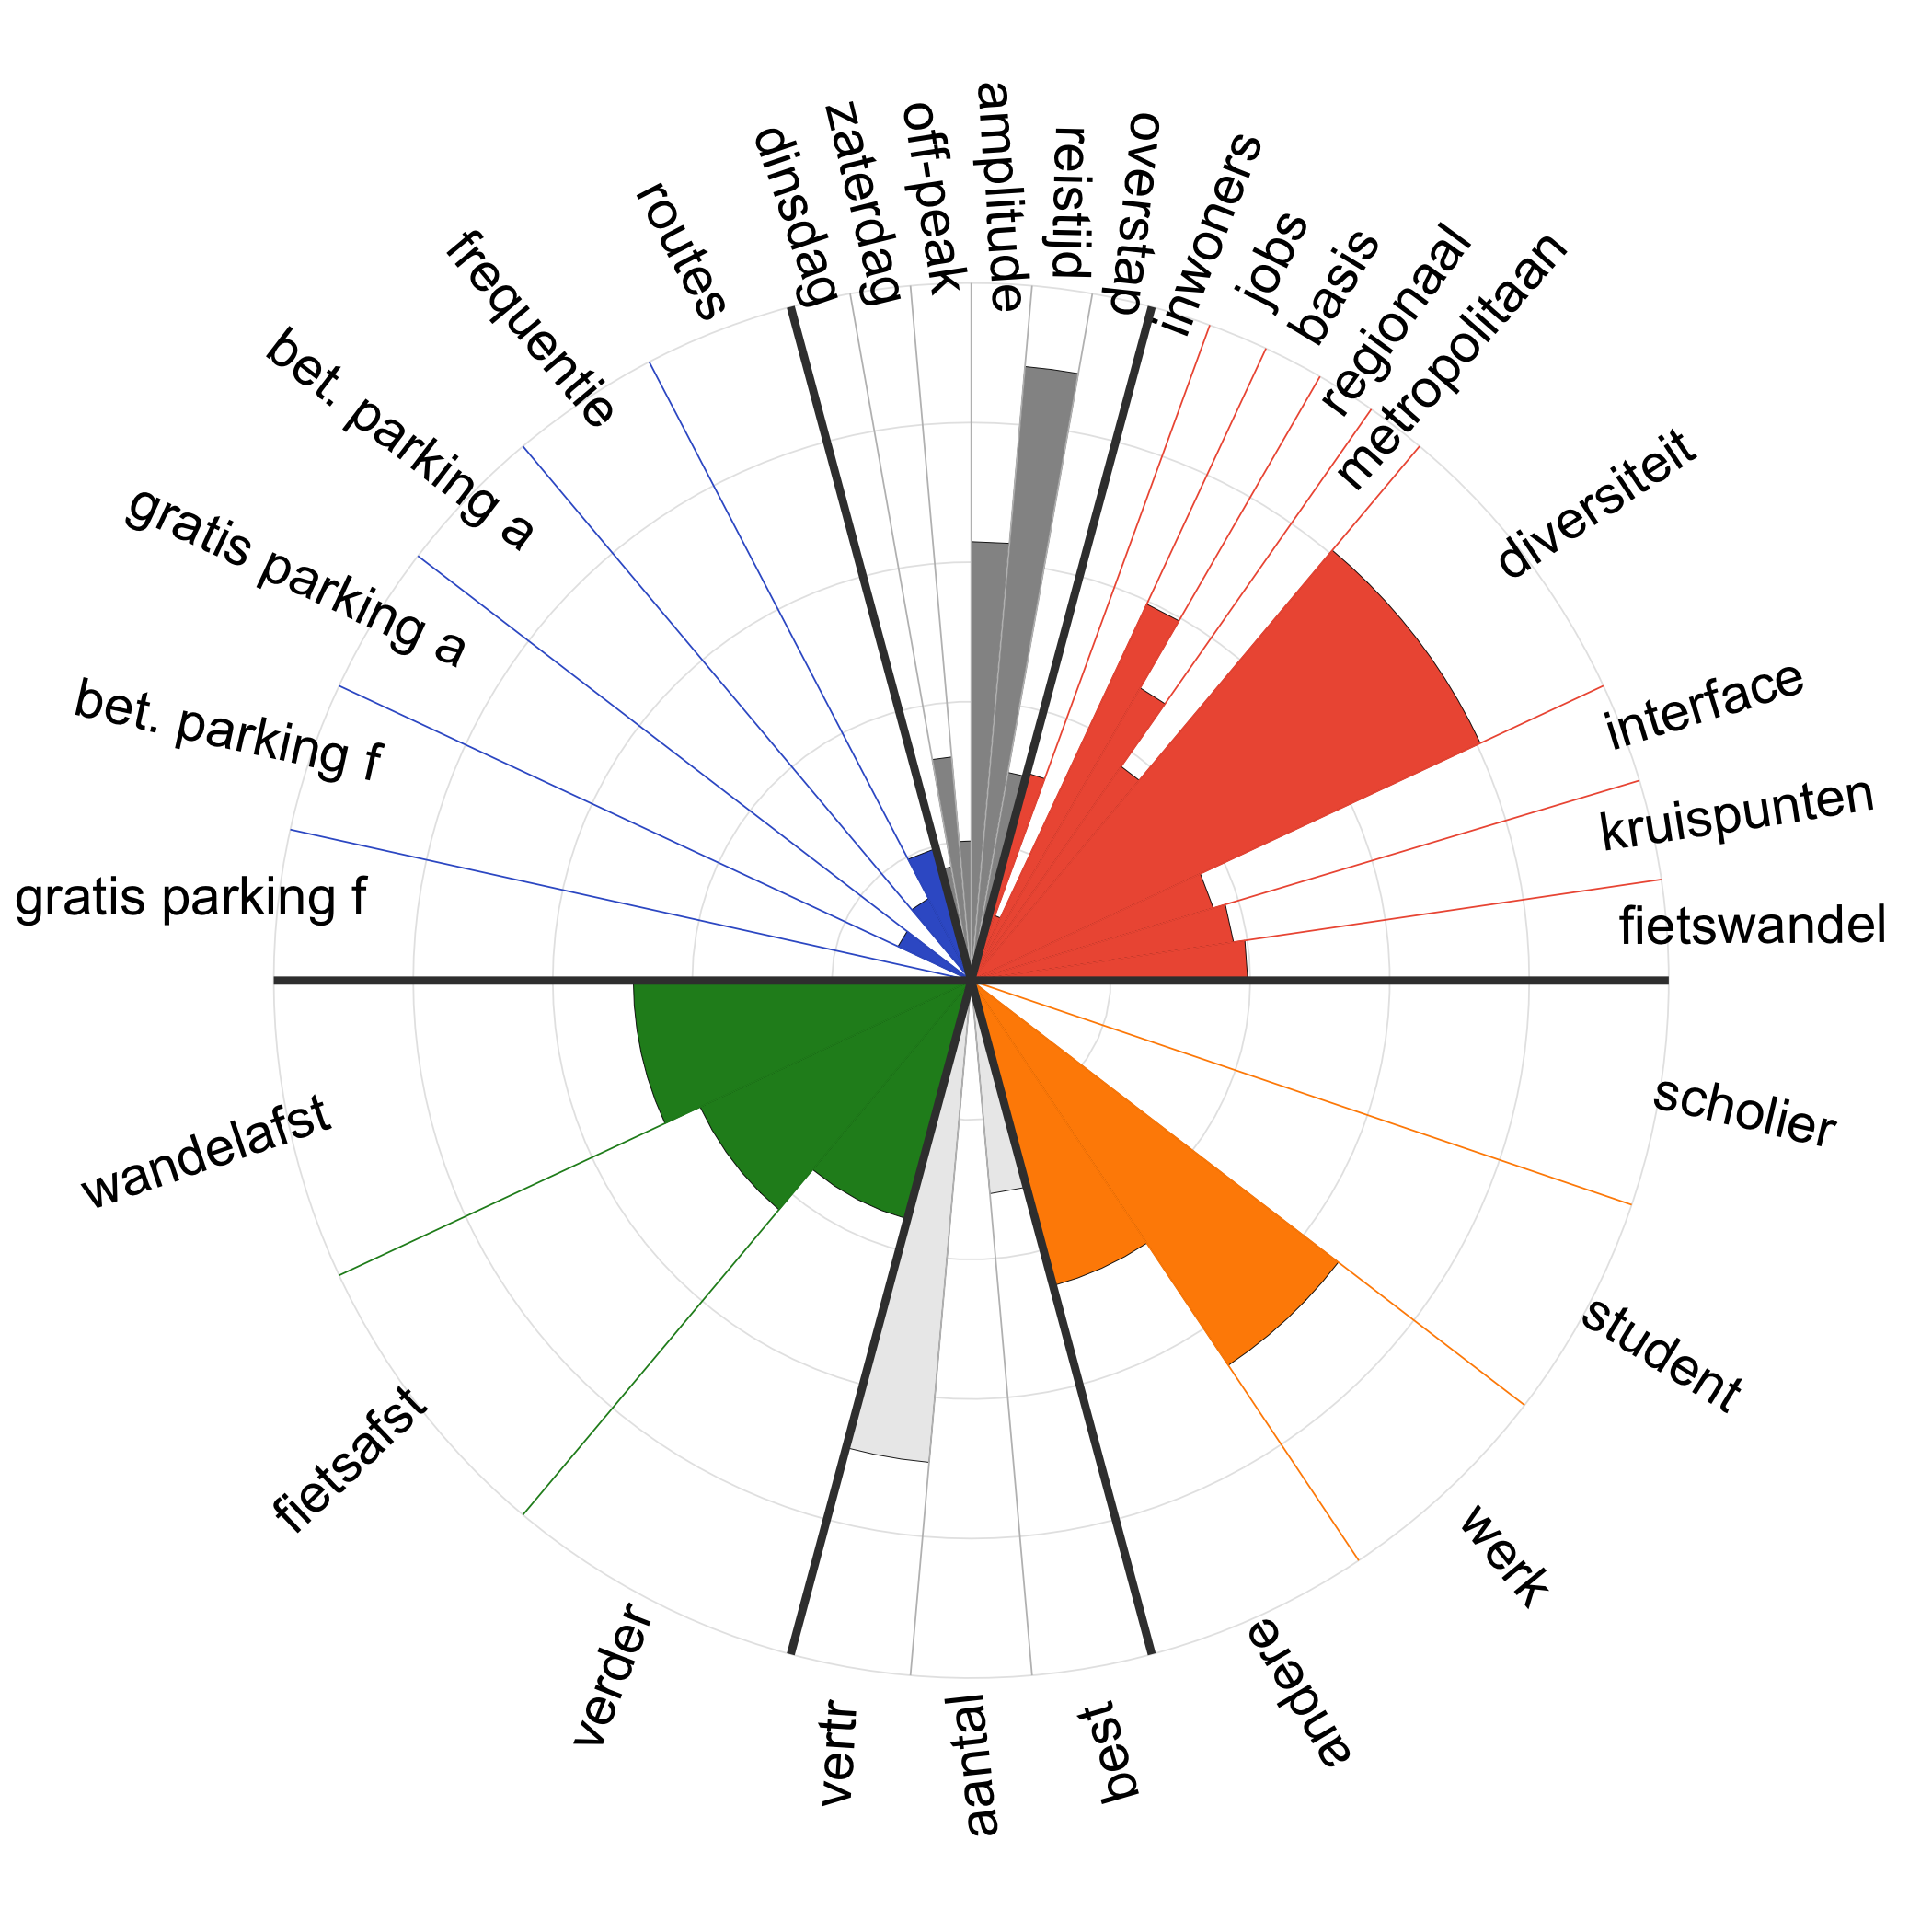 dinsdag
zaterdag
off-peak
amplitude
reistijd
overstap
inwoners
jobs
basis
regionaal
metropolitaan
diversiteit
interface
kruispunten
fietswandel
scholier
student
werk
andere
best
aantal
vertr
verder
fietsafst
wandelafst
gratis parking f
bet. parking f
gratis parking a
bet. parking a
frequentie
routes